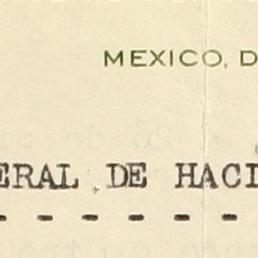 MEXICO, D
ERAL DE HACI
- - - - - - - -